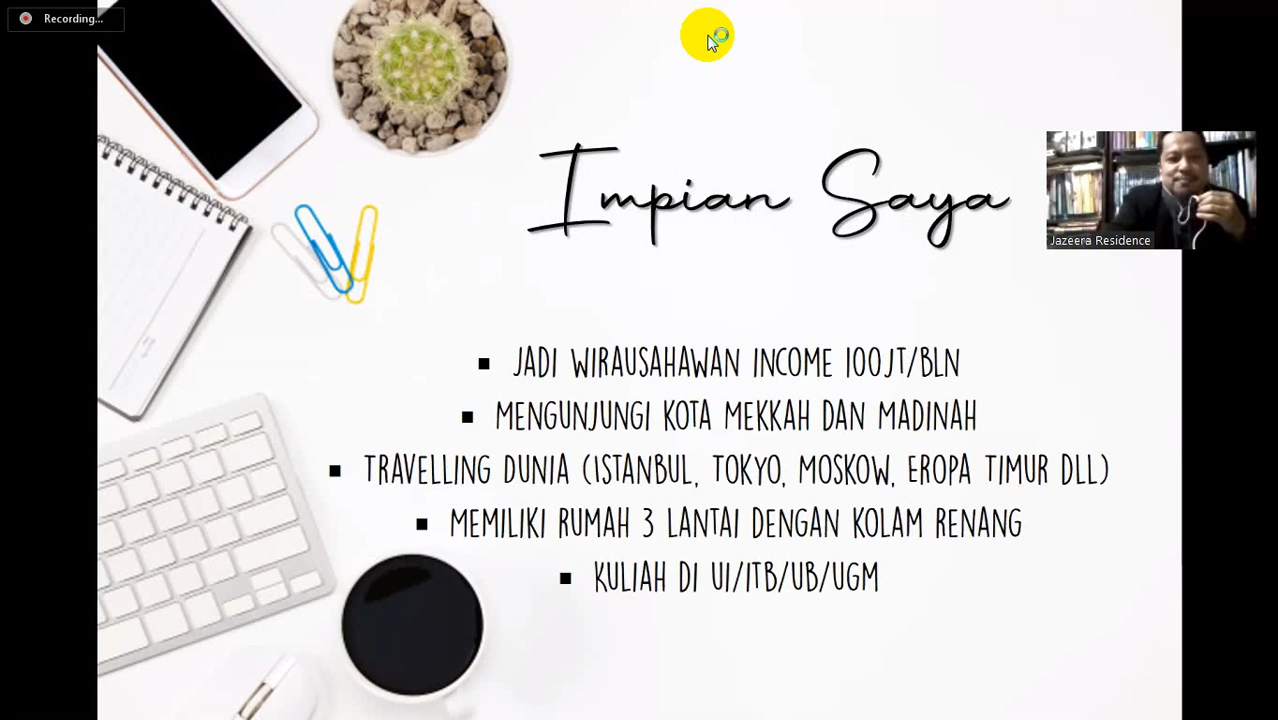 Recording...
Impian Saya
Jazeera Residence
JADI WIRAUSAHAWAN INCOME 100JT/BLN
MENGUNJUNGI KOTA MEKKAH DAN MADINAH
TRAVELLING DUNIA (ISTANBUL, TOKYO, MOSKOW, EROPA TIMUR DLL)
MEMILIKI RUMAH 3 LANTAI DENGAN KOLAM RENANG
KULIAH DI UI/ITB/UB/UGM